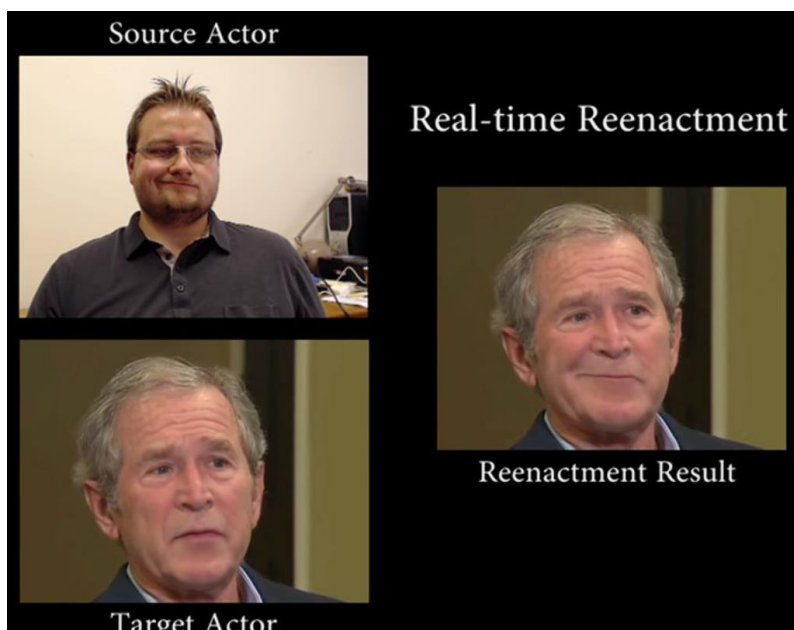 Source Actor
Real-time Reenactment
Reenactment Result
Target Actor